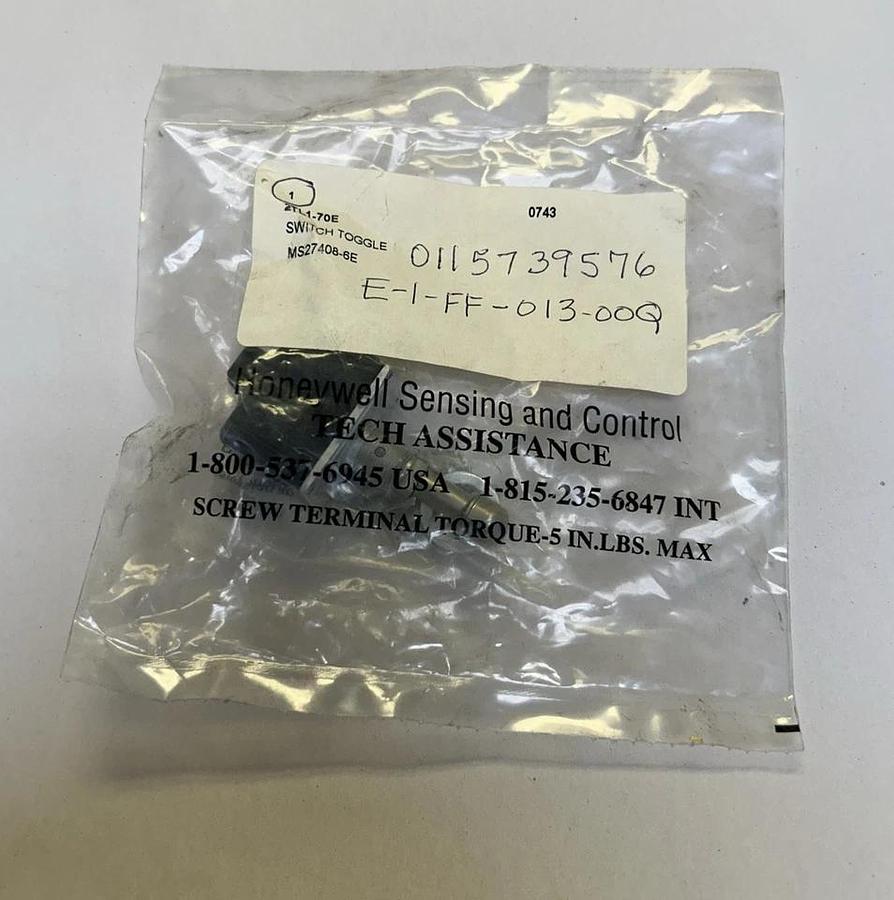 1
0743
2TL1-70E
SWITCH TOGGLE
MS27408-6E
0115739576
E-1-FF-013-00Q
Honeywell Sensing and Control
TECH ASSISTANCE
1-800-537-6945 USA 1-815-235-6847 INT
SCREW TERMINAL TORQUE-5 IN.LBS. MAX